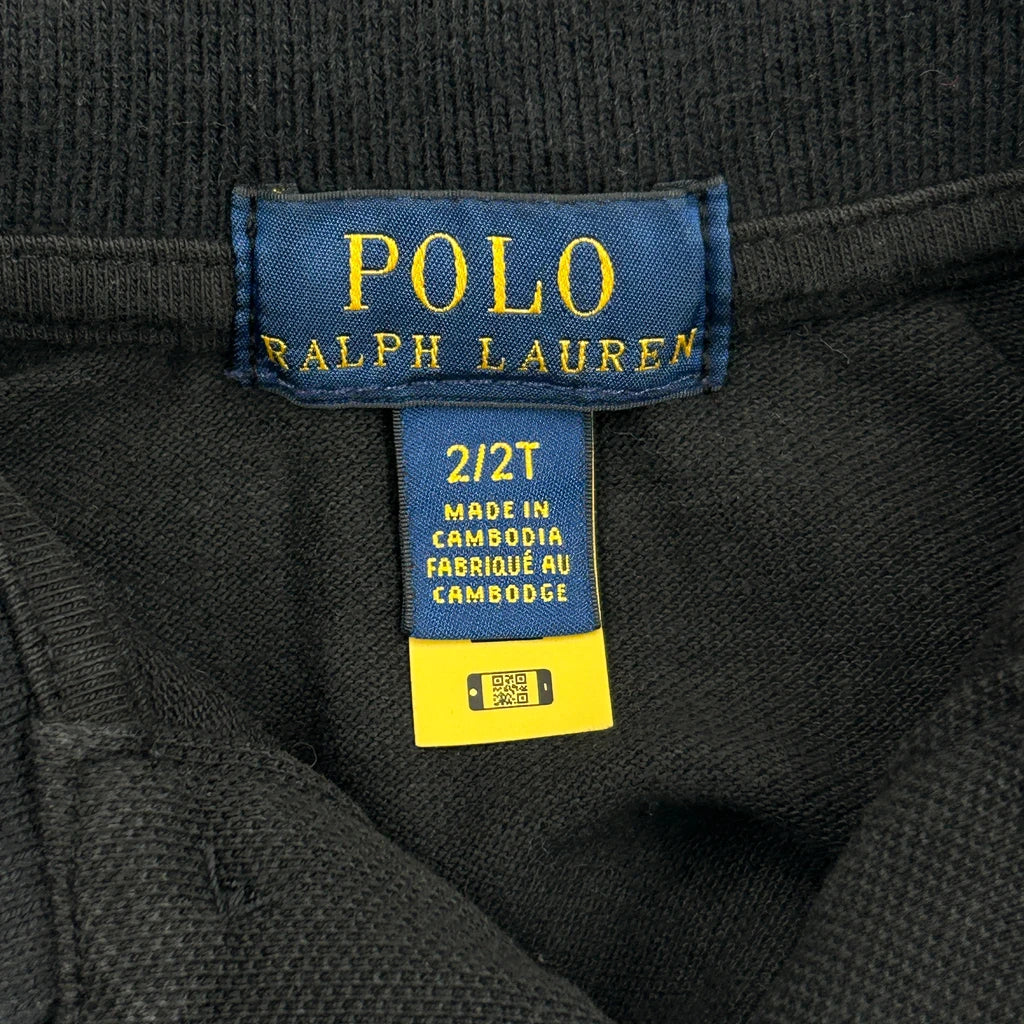 POLO
RALPH LAUREN
2/2T
MADE IN
CAMBODIA
FABRIQUÉ AU
CAMBODGE